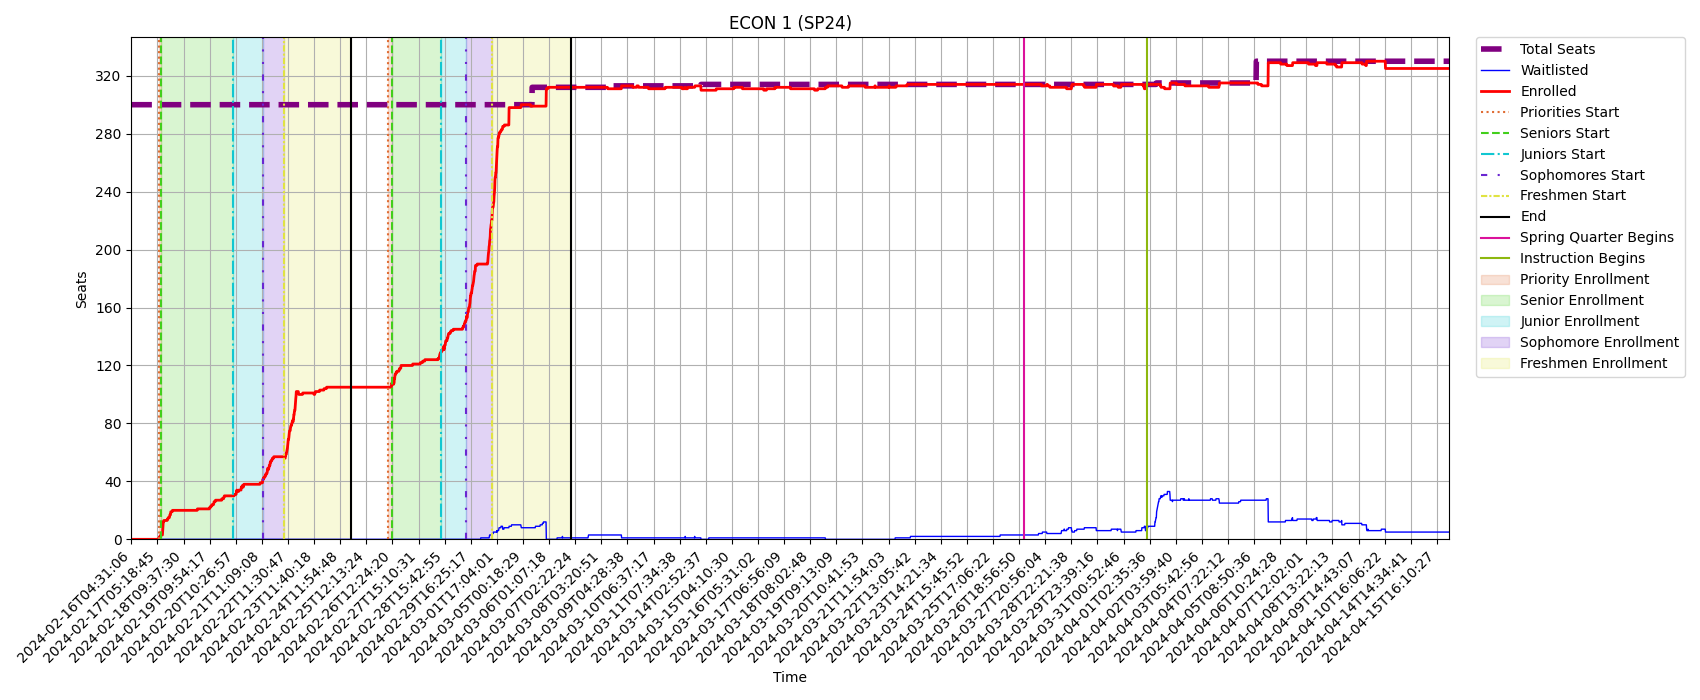 ECON 1 (SP24)
Seats
320
280
240
200
160
120
80
40
0
2024-02-16T04:31:06
2024-02-17T05:18:45
2024-02-18T09:37:30
2024-02-19T09:54:17
2024-02-20T10:26:57
2024-02-21T11:09:08
2024-02-22T11:30:47
2024-02-23T11:40:18
2024-02-24T11:54:48
2024-02-25T12:13:24
2024-02-26T12:24:20
2024-02-27T15:10:31
2024-02-28T15:42:55
2024-02-29T16:25:17
2024-03-01T17:04:01
2024-03-05T00:18:29
2024-03-06T01:07:18
2024-03-07T02:22:24
2024-03-08T03:20:51
2024-03-09T04:28:38
2024-03-10T06:37:17
2024-03-11T07:34:38
2024-03-14T02:52:37
2024-03-15T04:10:30
2024-03-16T05:31:02
2024-03-17T06:56:09
2024-03-18T08:02:48
2024-03-19T09:13:09
2024-03-20T10:41:53
2024-03-21T11:54:03
2024-03-22T13:05:42
2024-03-23T14:21:34
2024-03-24T15:45:52
2024-03-25T17:06:22
2024-03-26T18:56:50
2024-03-27T20:56:04
2024-03-28T22:21:38
2024-03-29T23:39:16
2024-03-31T00:52:46
2024-04-01T02:35:36
2024-04-02T03:59:40
2024-04-03T05:42:56
2024-04-04T07:22:12
2024-04-05T08:50:36
2024-04-06T10:24:28
2024-04-07T12:02:01
2024-04-08T13:22:13
2024-04-09T14:43:07
2024-04-10T16:06:22
2024-04-14T14:34:41
2024-04-15T16:10:27
Time
Total Seats
Waitlisted
Enrolled
Priorities Start
Seniors Start
Juniors Start
Sophomores Start
Freshmen Start
End
Spring Quarter Begins
Instruction Begins
Priority Enrollment
Senior Enrollment
Junior Enrollment
Sophomore Enrollment
Freshmen Enrollment